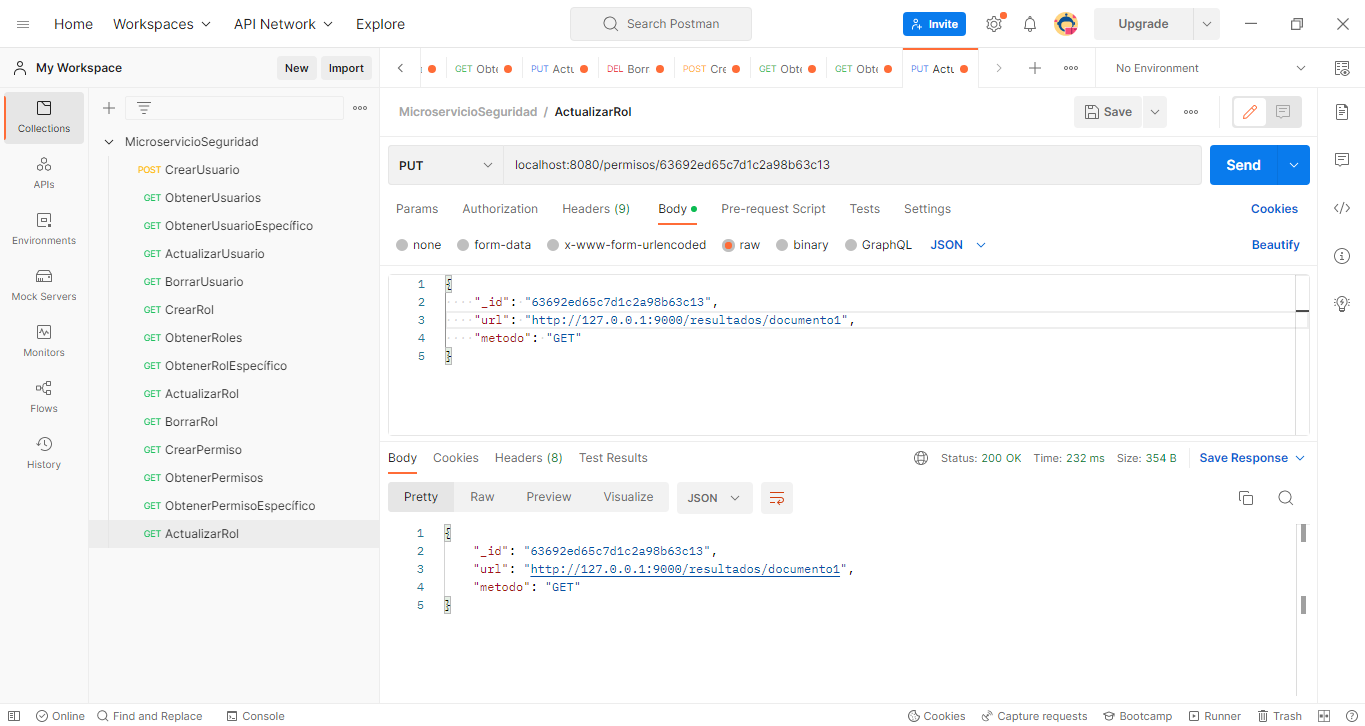 Home Workspaces API Network Explore Search Postman Invite Upgrade
My Workspace New Import
GET Obte PUT Actu DEL Borr POST Cre GET Obte GET Obte PUT Actu No Environment
Collections
APIs
Environments
Mock Servers
Monitors
Flows
History
MicroservicioSeguridad
POST CrearUsuario
GET ObtenerUsuarios
GET ObtenerUsuarioEspecífico
GET ActualizarUsuario
GET BorrarUsuario
GET CrearRol
GET ObtenerRoles
GET ObtenerRolEspecífico
GET ActualizarRol
GET BorrarRol
GET CrearPermiso
GET ObtenerPermisos
GET ObtenerPermisoEspecífico
GET ActualizarRol
MicroservicioSeguridad / ActualizarRol Save
PUT localhost:8080/permisos/63692ed65c7d1c2a98b63c13 Send
Params Authorization Headers (9) Body Pre-request Script Tests Settings Cookies
none form-data x-www-form-urlencoded raw binary GraphQL JSON Beautify
1 {
2 "_id": "63692ed65c7d1c2a98b63c13",
3 "url": "http://127.0.0.1:9000/resultados/documento1",
4 "metodo": "GET"
5 }
Body Cookies Headers (8) Test Results Status: 200 OK Time: 232 ms Size: 354 B Save Response
Pretty Raw Preview Visualize JSON
1 {
2 "_id": "63692ed65c7d1c2a98b63c13",
3 "url": "http://127.0.0.1:9000/resultados/documento1",
4 "metodo": "GET"
5 }
Online Find and Replace Console Cookies Capture requests Bootcamp Runner Trash